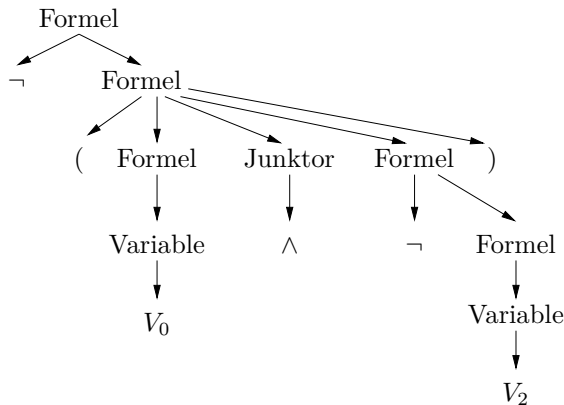 Formel
¬ Formel
( Formel Junktor Formel )
Variable ∧ ¬ Formel
V₀ Variable
V₂